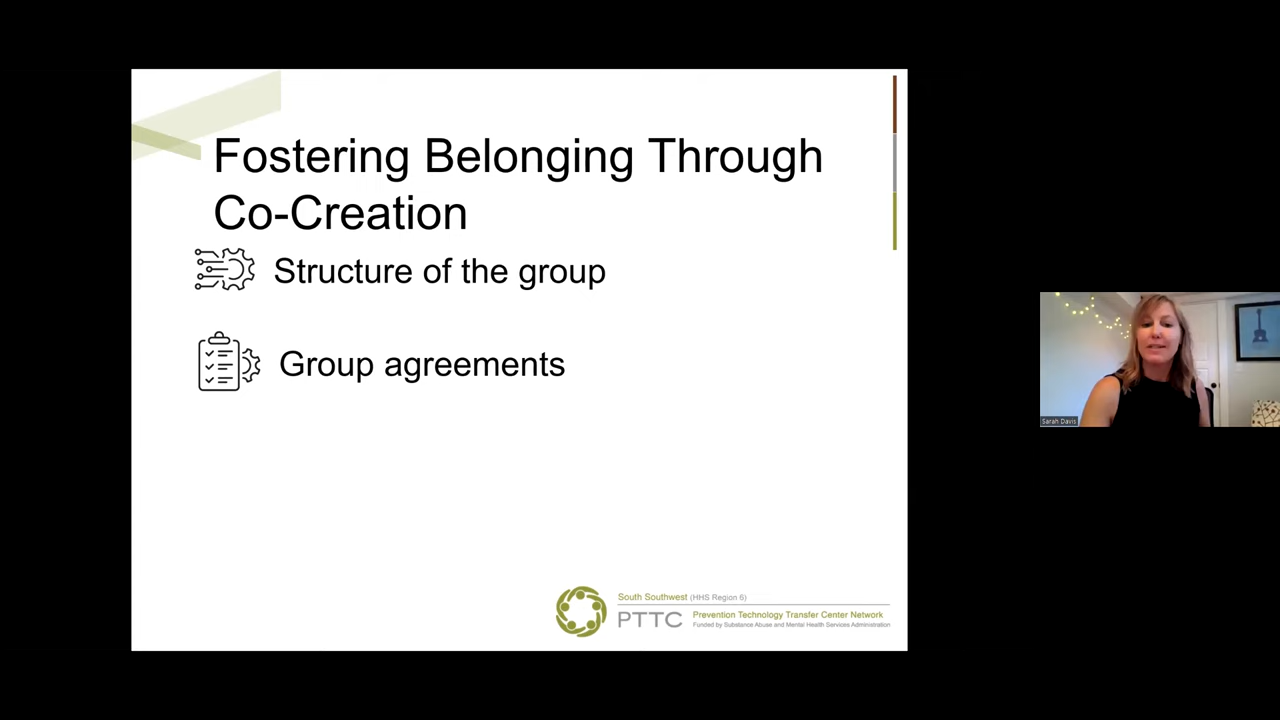 Fostering Belonging Through
Co-Creation
Structure of the group
Group agreements
South Southwest (HHS Region 6)
PTTC
Prevention Technology Transfer Center Network
Funded by Substance Abuse and Mental Health Services Administration
Sarah Davis